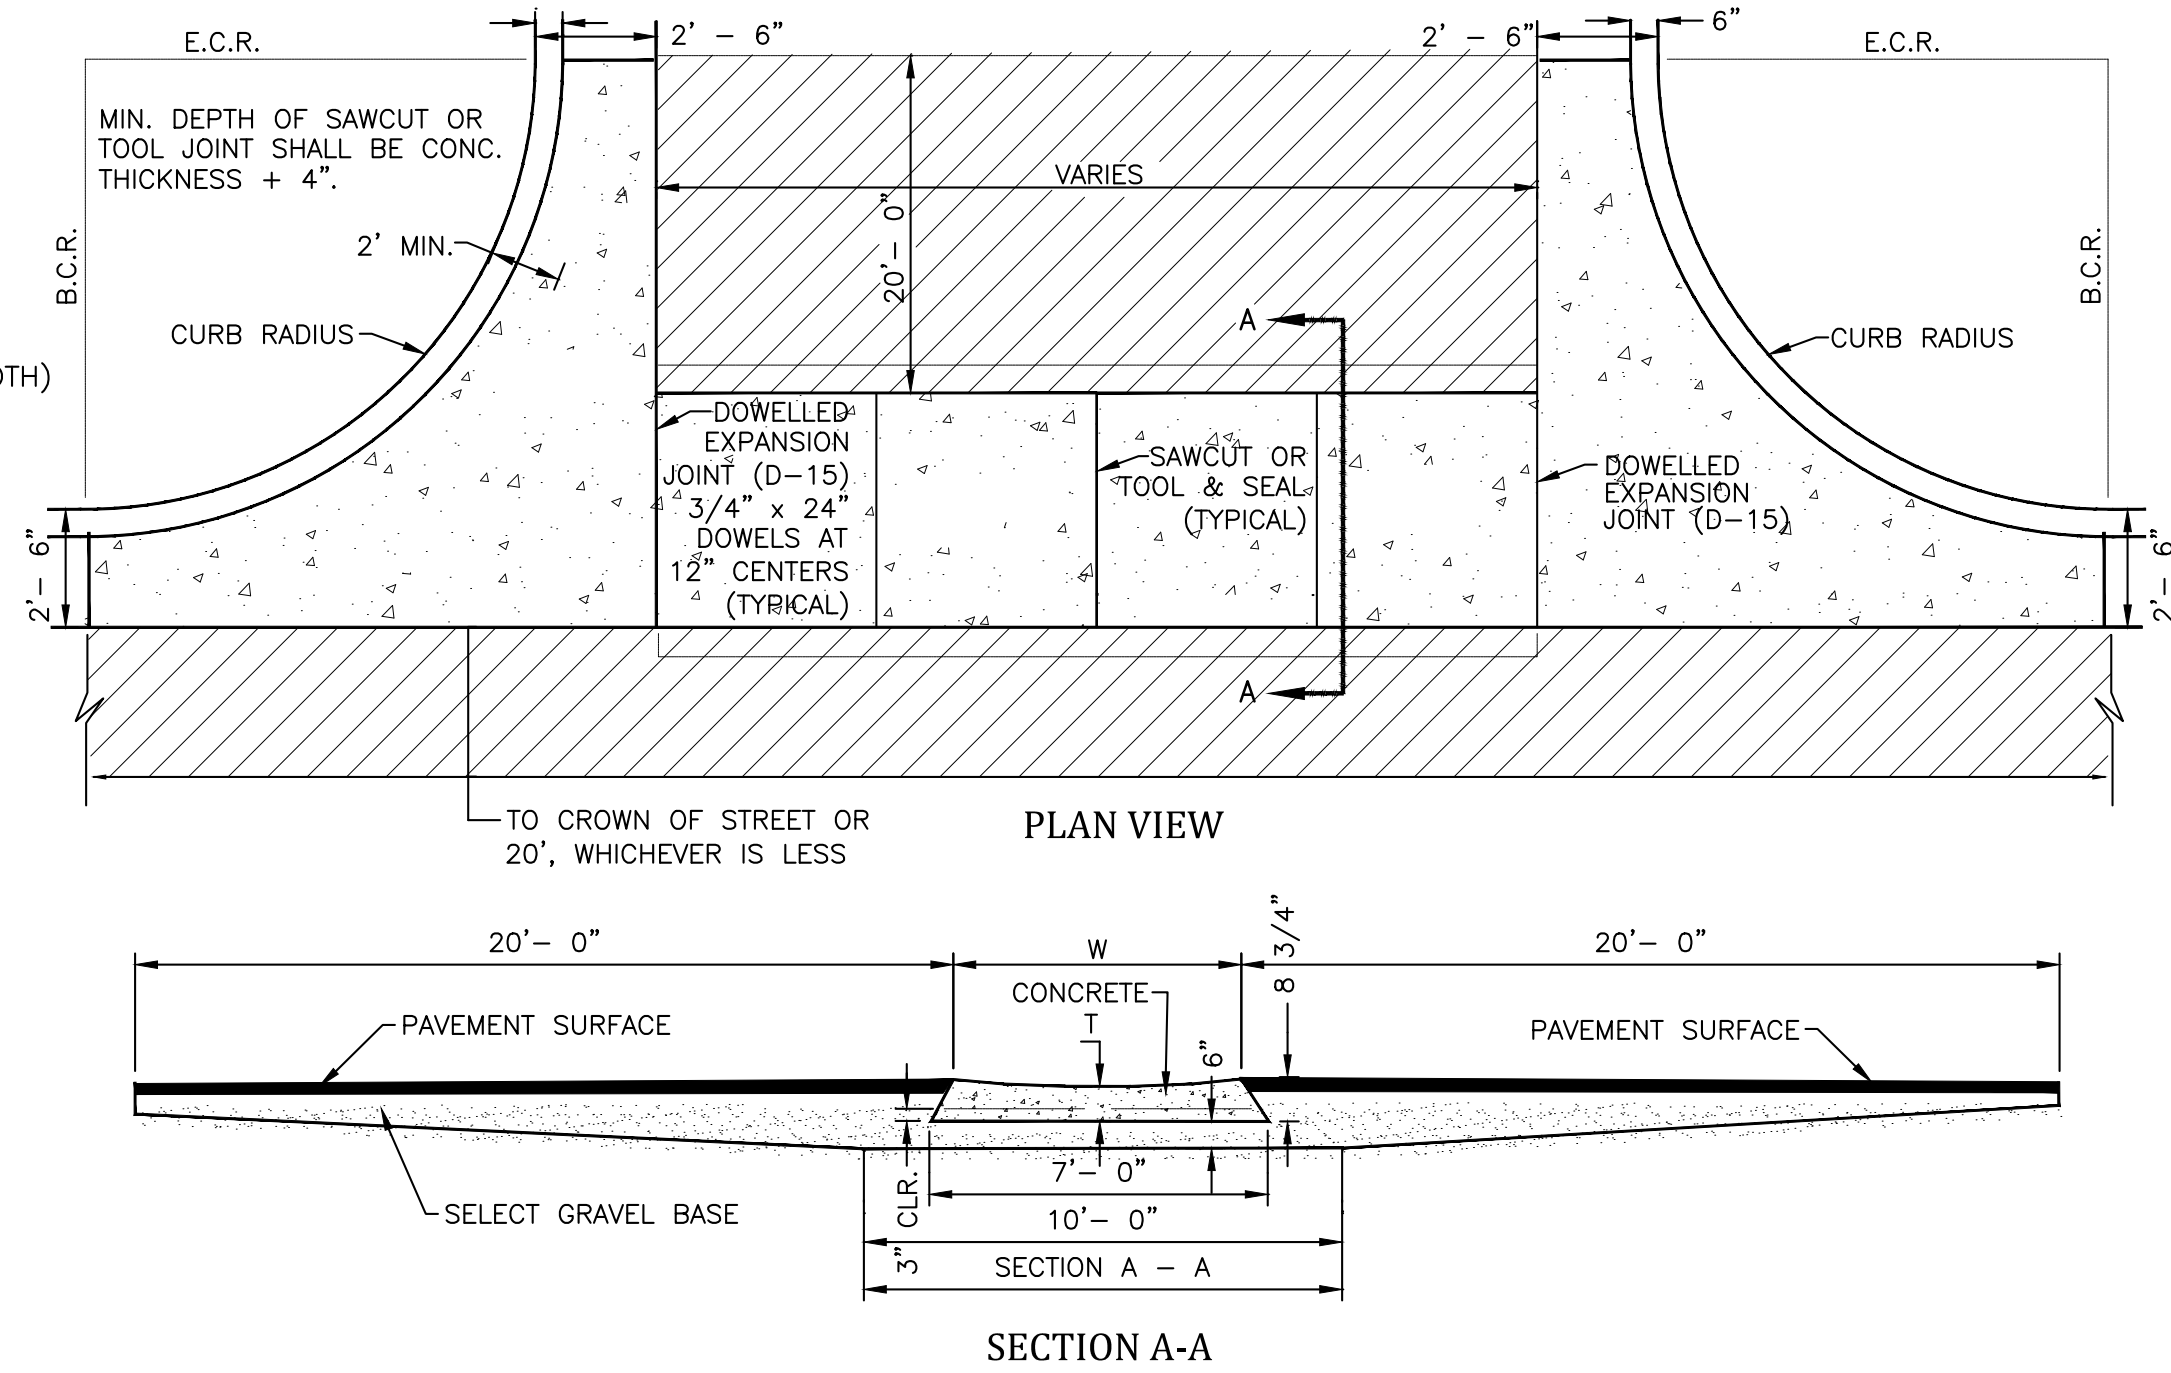 2' - 6"
2' - 6"
6"
E.C.R.
E.C.R.
MIN. DEPTH OF SAWCUT OR
TOOL JOINT SHALL BE CONC.
THICKNESS + 4".
VARIES
20'- 0"
B.C.R.
B.C.R.
2' MIN.
CURB RADIUS
CURB RADIUS
A
DOWELLED
EXPANSION
JOINT (D-15)
3/4" x 24"
DOWELS AT
12" CENTERS
(TYPICAL)
SAWCUT OR
TOOL & SEAL
(TYPICAL)
DOWELLED
EXPANSION
JOINT (D-15)
2'- 6"
2'- 6"
A
TO CROWN OF STREET OR
20', WHICHEVER IS LESS
PLAN VIEW
20'- 0"
W
8 3/4"
20'- 0"
CONCRETE
T
6"
PAVEMENT SURFACE
PAVEMENT SURFACE
7'- 0"
3" CLR.
SELECT GRAVEL BASE
10'- 0"
SECTION A - A
SECTION A-A